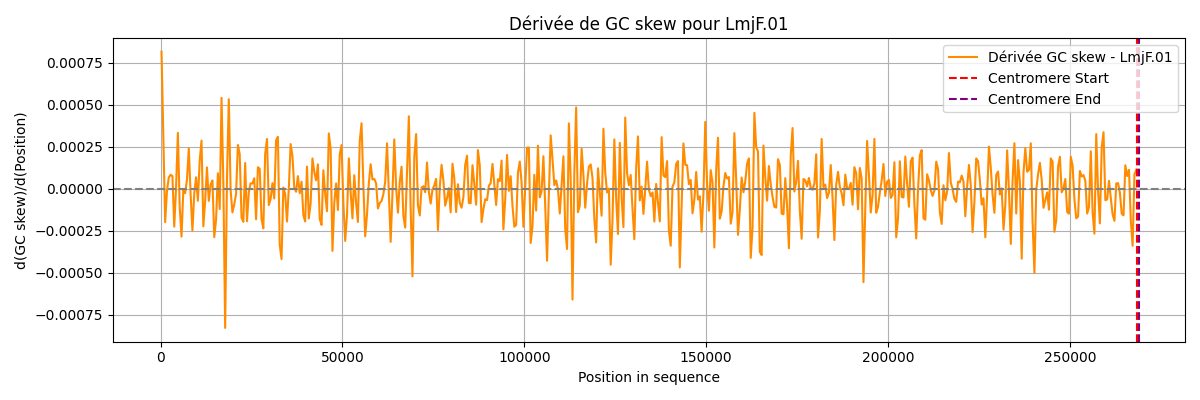 Dérivée de GC skew pour LmjF.01
d(GC skew)/d(Position)
0.00075
0.00050
0.00025
0.00000
−0.00025
−0.00050
−0.00075
Dérivée GC skew - LmjF.01
Centromere Start
Centromere End
0 50000 100000 150000 200000 250000
Position in sequence